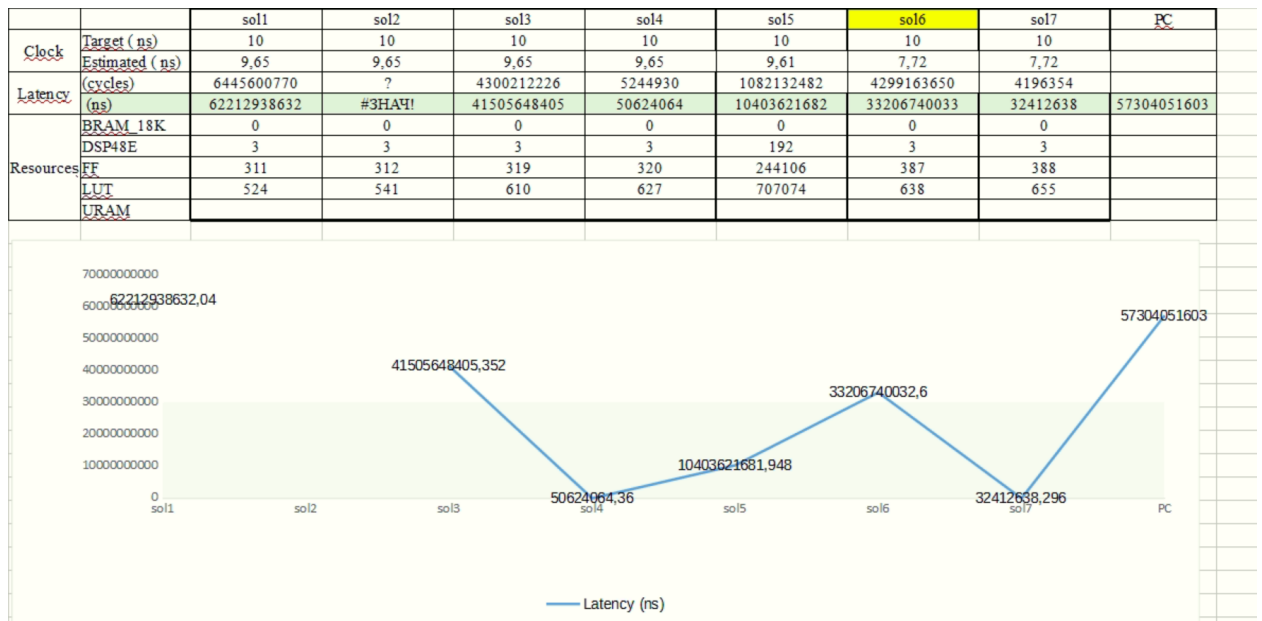 sol1 sol2 sol3 sol4 sol5 sol6 sol7 PC
Clock Target ( ns) 10 10 10 10 10 10 10
Estimated ( ns) 9,65 9,65 9,65 9,65 9,61 7,72 7,72
Latency (cycles) 6445600770 ? 4300212226 5244930 1082132482 4299163650 4196354
(ns) 62212938632 #ЗНАЧ! 41505648405 50624064 10403621682 33206740033 32412638 57304051603
Resources BRAM_18K 0 0 0 0 0 0 0
DSP48E 3 3 3 3 192 3 3
FF 311 312 319 320 244106 387 388
LUT 524 541 610 627 707074 638 655
URAM
70000000000
60000000000 62212938632,04
57304051603
50000000000
40000000000 41505648405,352
30000000000 33206740032,6
20000000000
10000000000 10403621681,948
0 50624064,36 32412638,296
sol1 sol2 sol3 sol4 sol5 sol6 sol7 PC
Latency (ns)